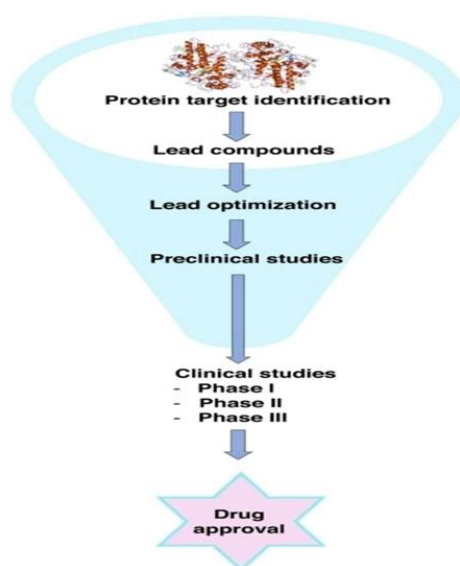 Protein target identification
Lead compounds
Lead optimization
Preclinical studies
Clinical studies
- Phase I
- Phase II
- Phase III
Drug
approval